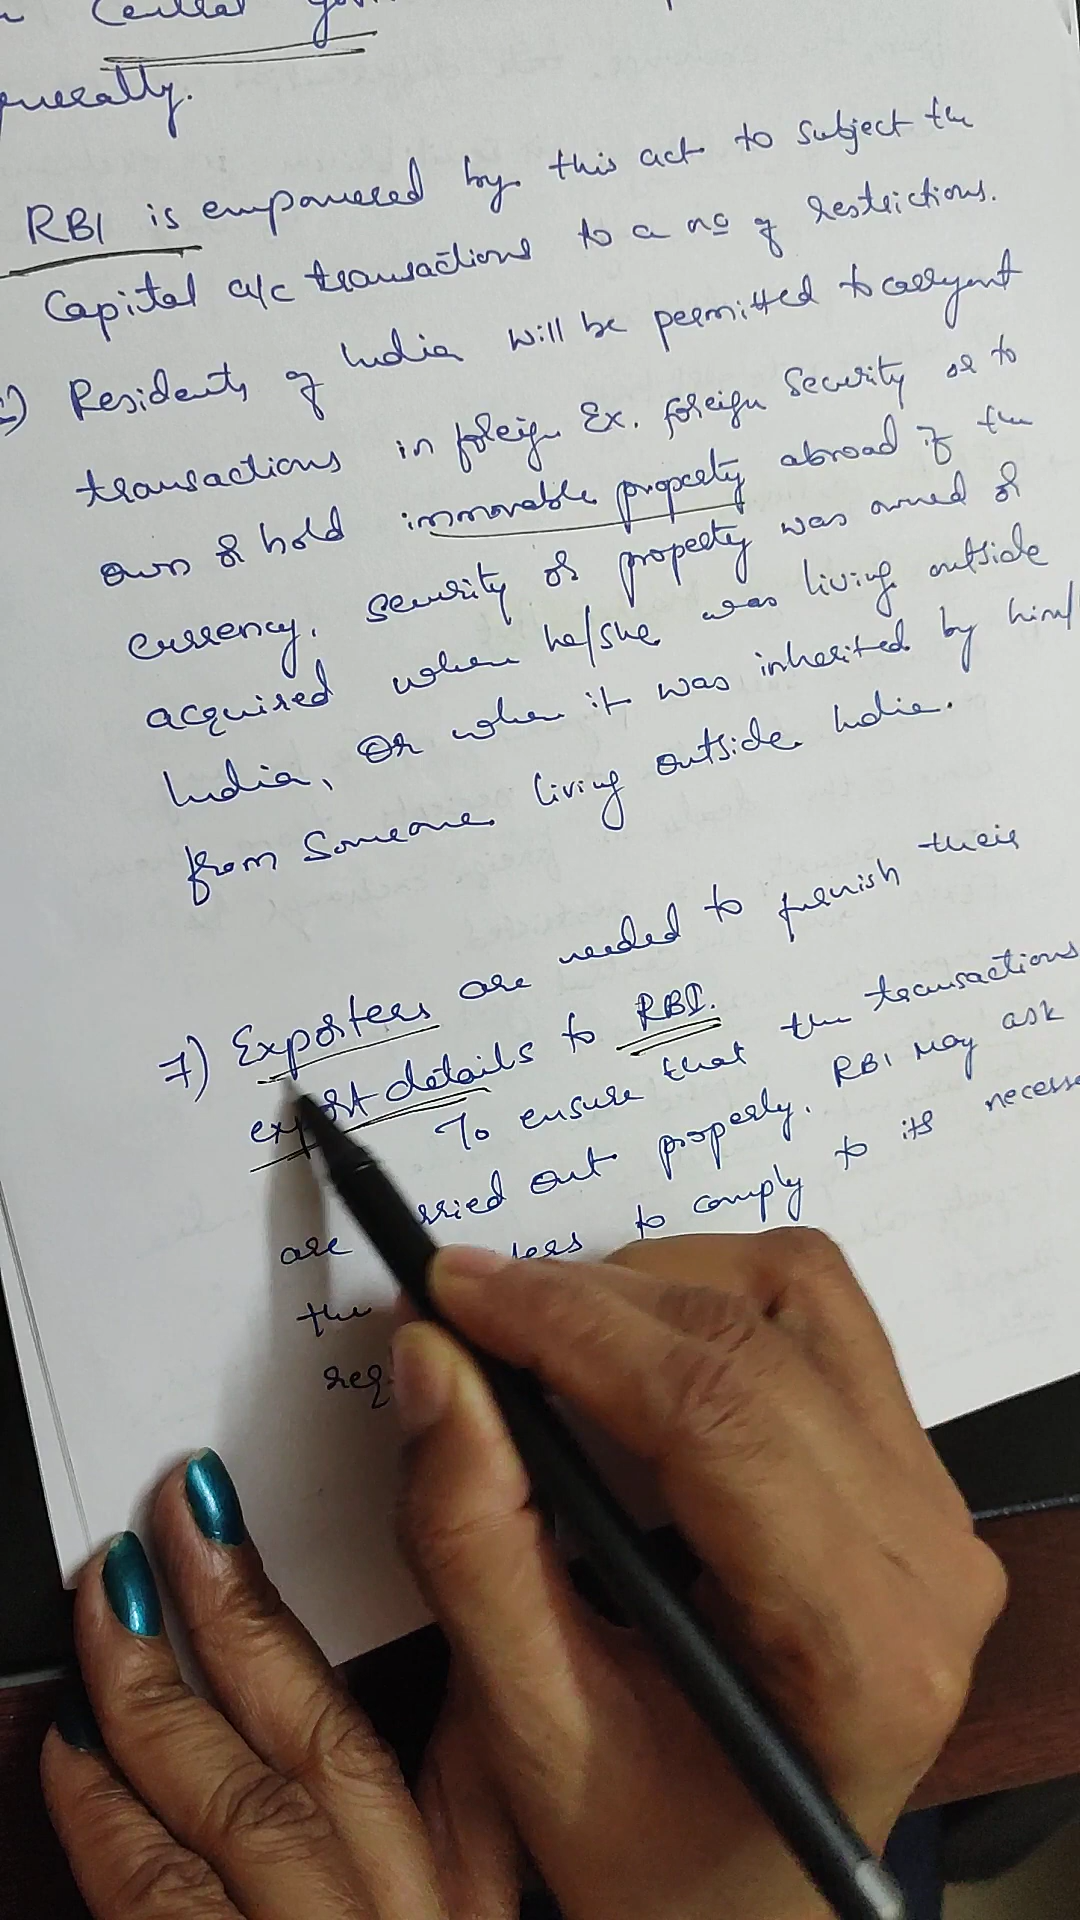 Central
generally.
RBI is empowered by this act to subject the
Capital a/c transactions to a no of restrictions.
Residents of India will be permitted to carryout
transactions in foreign Ex. foreign Security or to
own or hold immovable property abroad if the
currency, security or property was owned or
acquired when he/she was living outside
India, or when it was inherited by him/
from Someone living outside India.
7) Exporters are needed to furnish their
export details to RBI.
To ensure that the transactions
are carried out properly. RBI May ask
the to comply to its